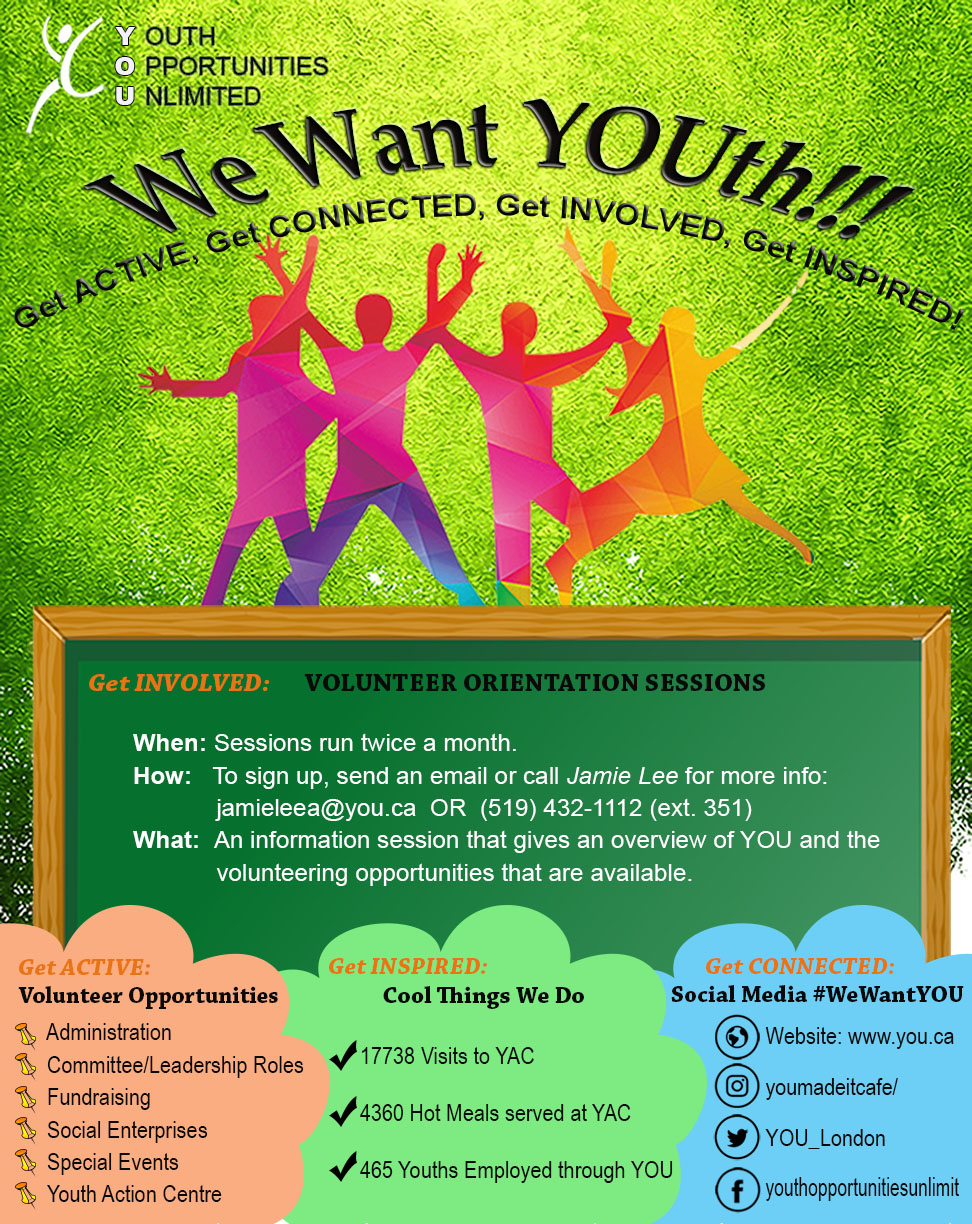 YOUTH
OPPORTUNITIES
UNLIMITED
We Want YOUth!!!
Get ACTIVE, Get CONNECTED, Get INVOLVED, Get INSPIRED!
Get INVOLVED: VOLUNTEER ORIENTATION SESSIONS
When: Sessions run twice a month.
How: To sign up, send an email or call Jamie Lee for more info:
jamieleea@you.ca OR (519) 432-1112 (ext. 351)
What: An information session that gives an overview of YOU and the
volunteering opportunities that are available.
Get ACTIVE:
Volunteer Opportunities
Administration
Committee/Leadership Roles
Fundraising
Social Enterprises
Special Events
Youth Action Centre
Get INSPIRED:
Cool Things We Do
17738 Visits to YAC
4360 Hot Meals served at YAC
465 Youths Employed through YOU
Get CONNECTED:
Social Media #WeWantYOU
Website: www.you.ca
youmadeitcafe/
YOU_London
youthopportunitiesunlimit